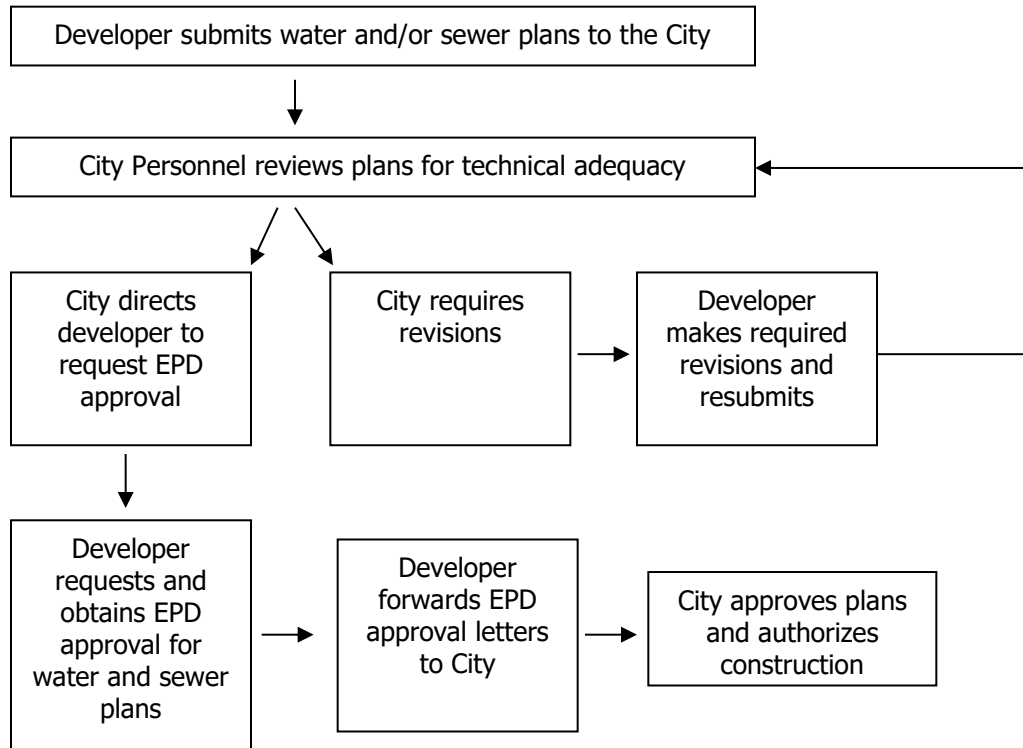 Developer submits water and/or sewer plans to the City
City Personnel reviews plans for technical adequacy
City directs
developer to
request EPD
approval
City requires
revisions
Developer
makes required
revisions and
resubmits
Developer
requests and
obtains EPD
approval for
water and sewer
plans
Developer
forwards EPD
approval letters
to City
City approves plans
and authorizes
construction